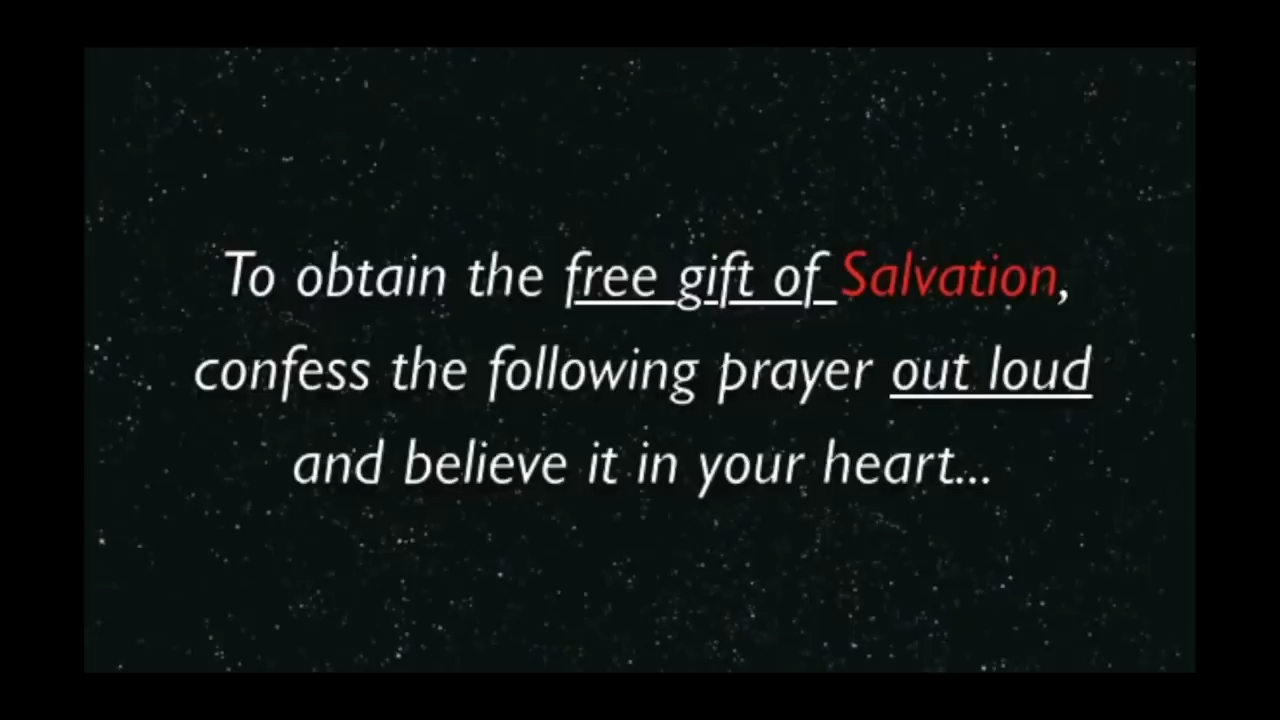 To obtain the free gift of Salvation,
confess the following prayer out loud
and believe it in your heart...